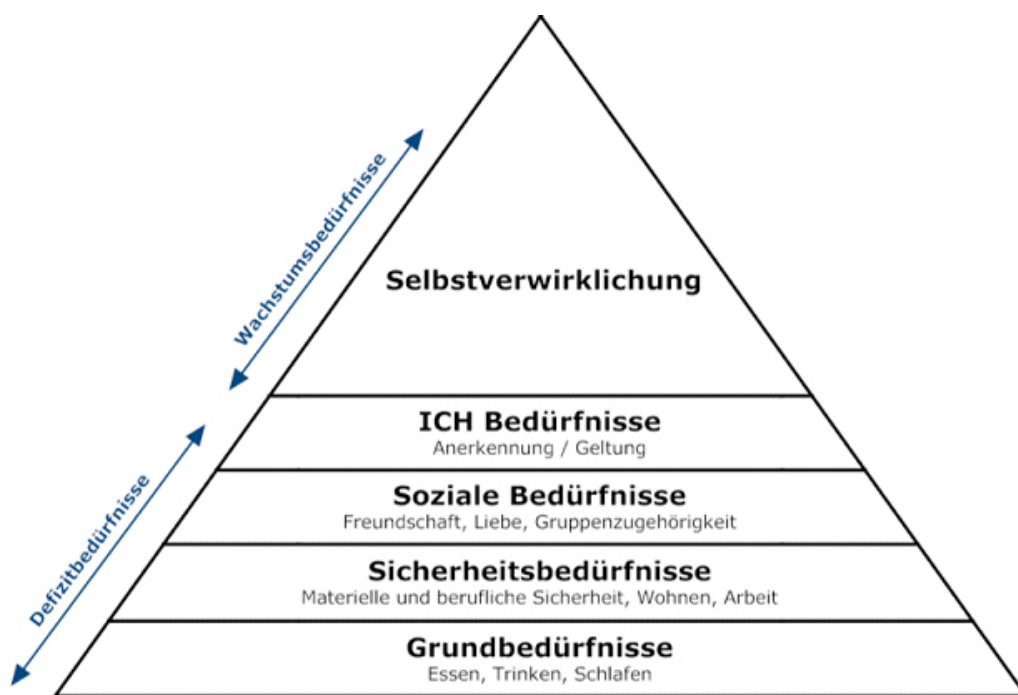 Wachstumsbedürfnisse
Selbstverwirklichung
Defizitbedürfnisse
ICH Bedürfnisse
Anerkennung / Geltung
Soziale Bedürfnisse
Freundschaft, Liebe, Gruppenzugehörigkeit
Sicherheitsbedürfnisse
Materielle und berufliche Sicherheit, Wohnen, Arbeit
Grundbedürfnisse
Essen, Trinken, Schlafen